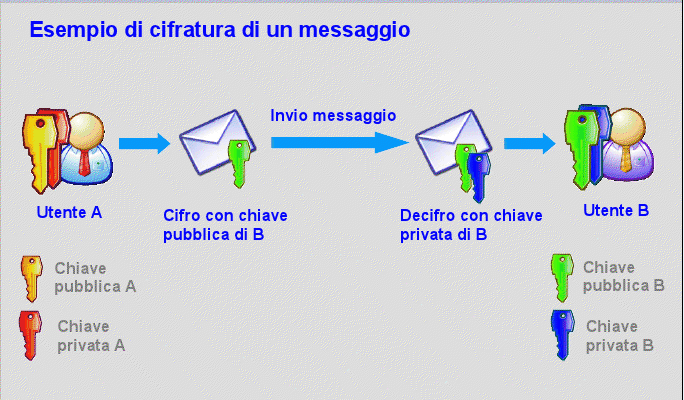 Esempio di cifratura di un messaggio
Invio messaggio
Utente A
Cifro con chiave
pubblica di B
Decifro con chiave
privata di B
Utente B
Chiave
pubblica A
Chiave
privata A
Chiave
pubblica B
Chiave
privata B